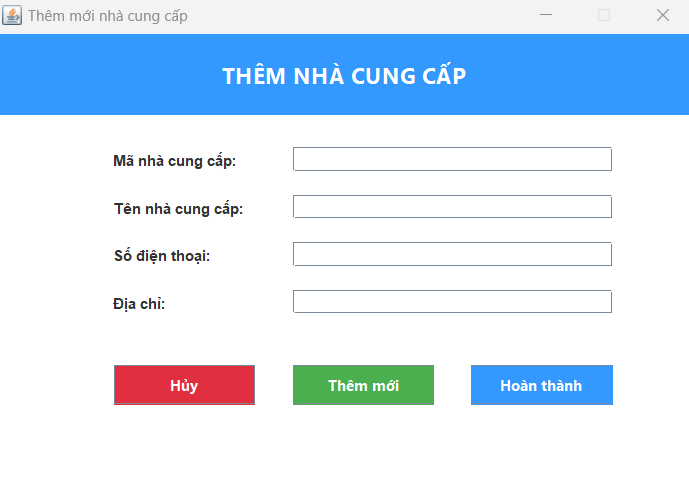 Thêm mới nhà cung cấp
THÊM NHÀ CUNG CẤP
Mã nhà cung cấp:
Tên nhà cung cấp:
Số điện thoại:
Địa chỉ:
Hủy
Thêm mới
Hoàn thành